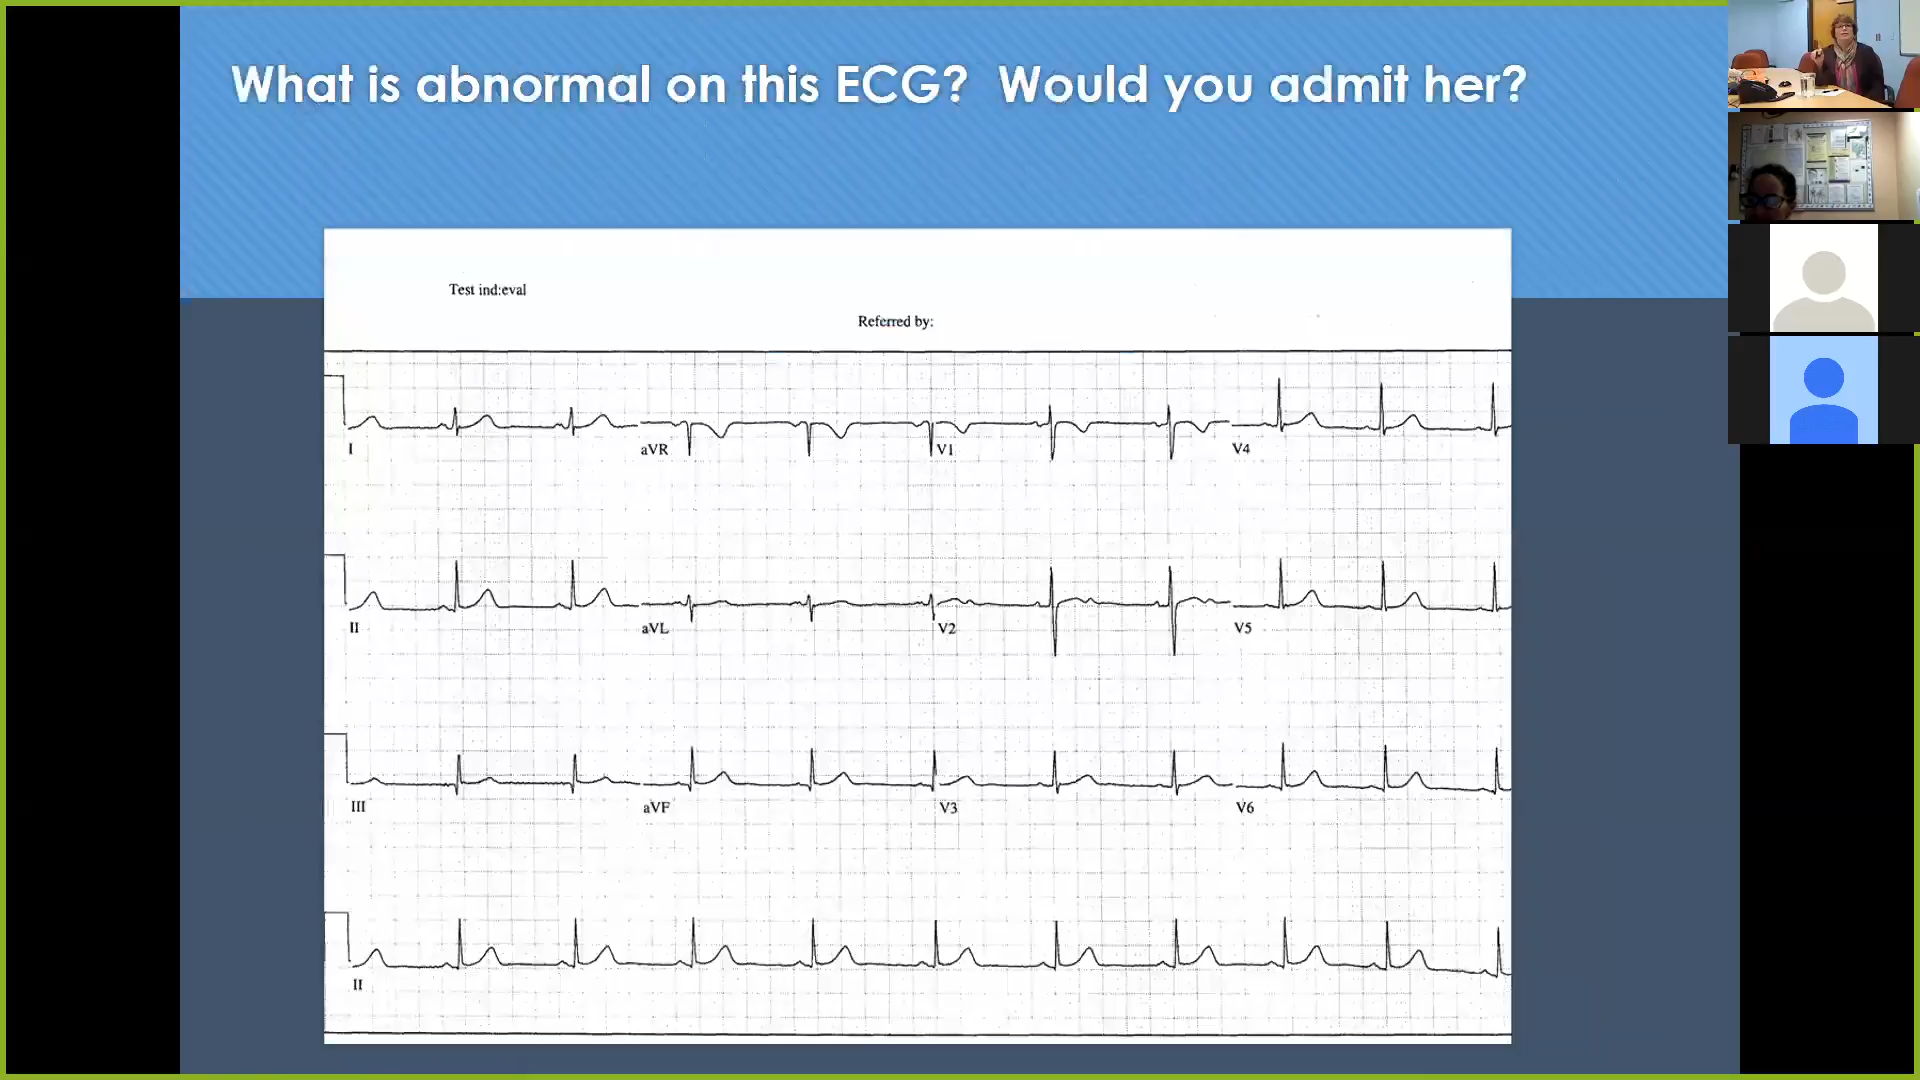 What is abnormal on this ECG? Would you admit her?
Test ind:eval
Referred by:
I
aVR
V1
V4
II
aVL
V2
V5
III
aVF
V3
V6
II